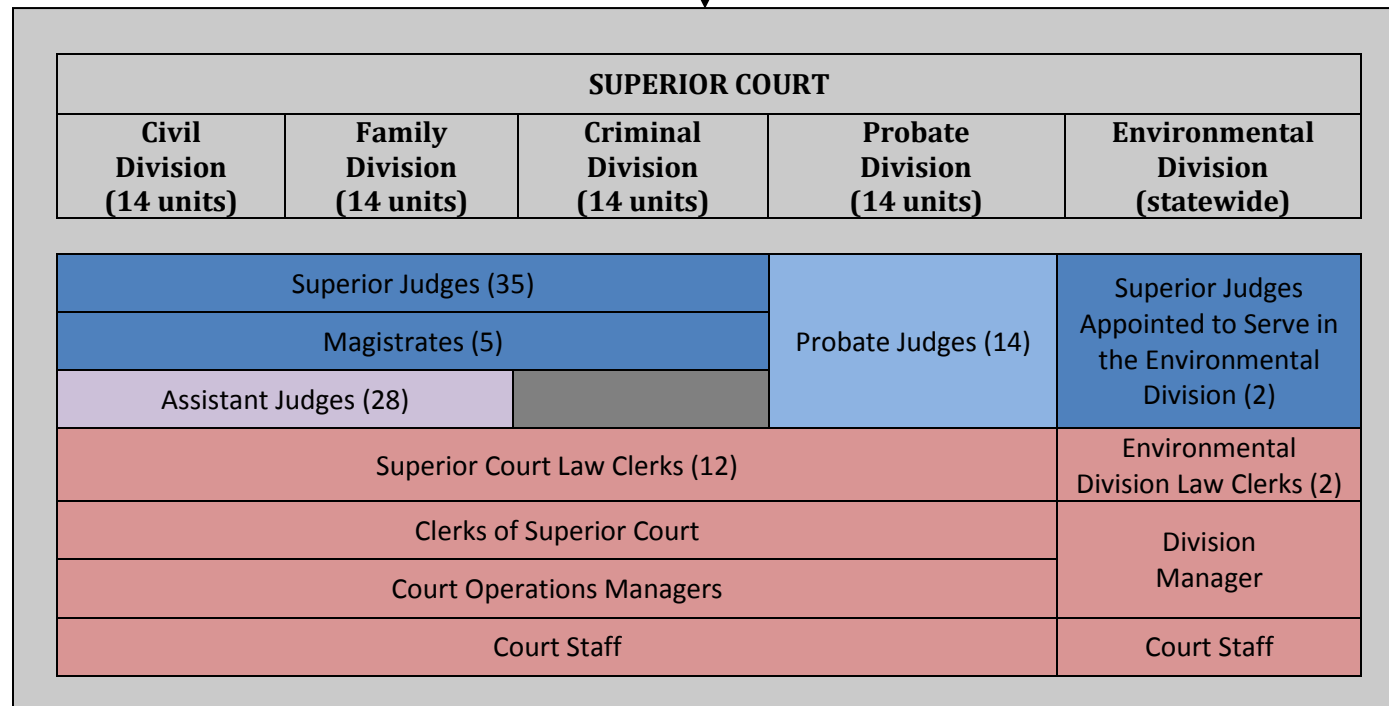 SUPERIOR COURT
Civil
Division
(14 units)
Family
Division
(14 units)
Criminal
Division
(14 units)
Probate
Division
(14 units)
Environmental
Division
(statewide)
Superior Judges (35)
Magistrates (5)
Assistant Judges (28)
Probate Judges (14)
Superior Judges
Appointed to Serve in
the Environmental
Division (2)
Superior Court Law Clerks (12)
Environmental
Division Law Clerks (2)
Clerks of Superior Court
Court Operations Managers
Division
Manager
Court Staff
Court Staff